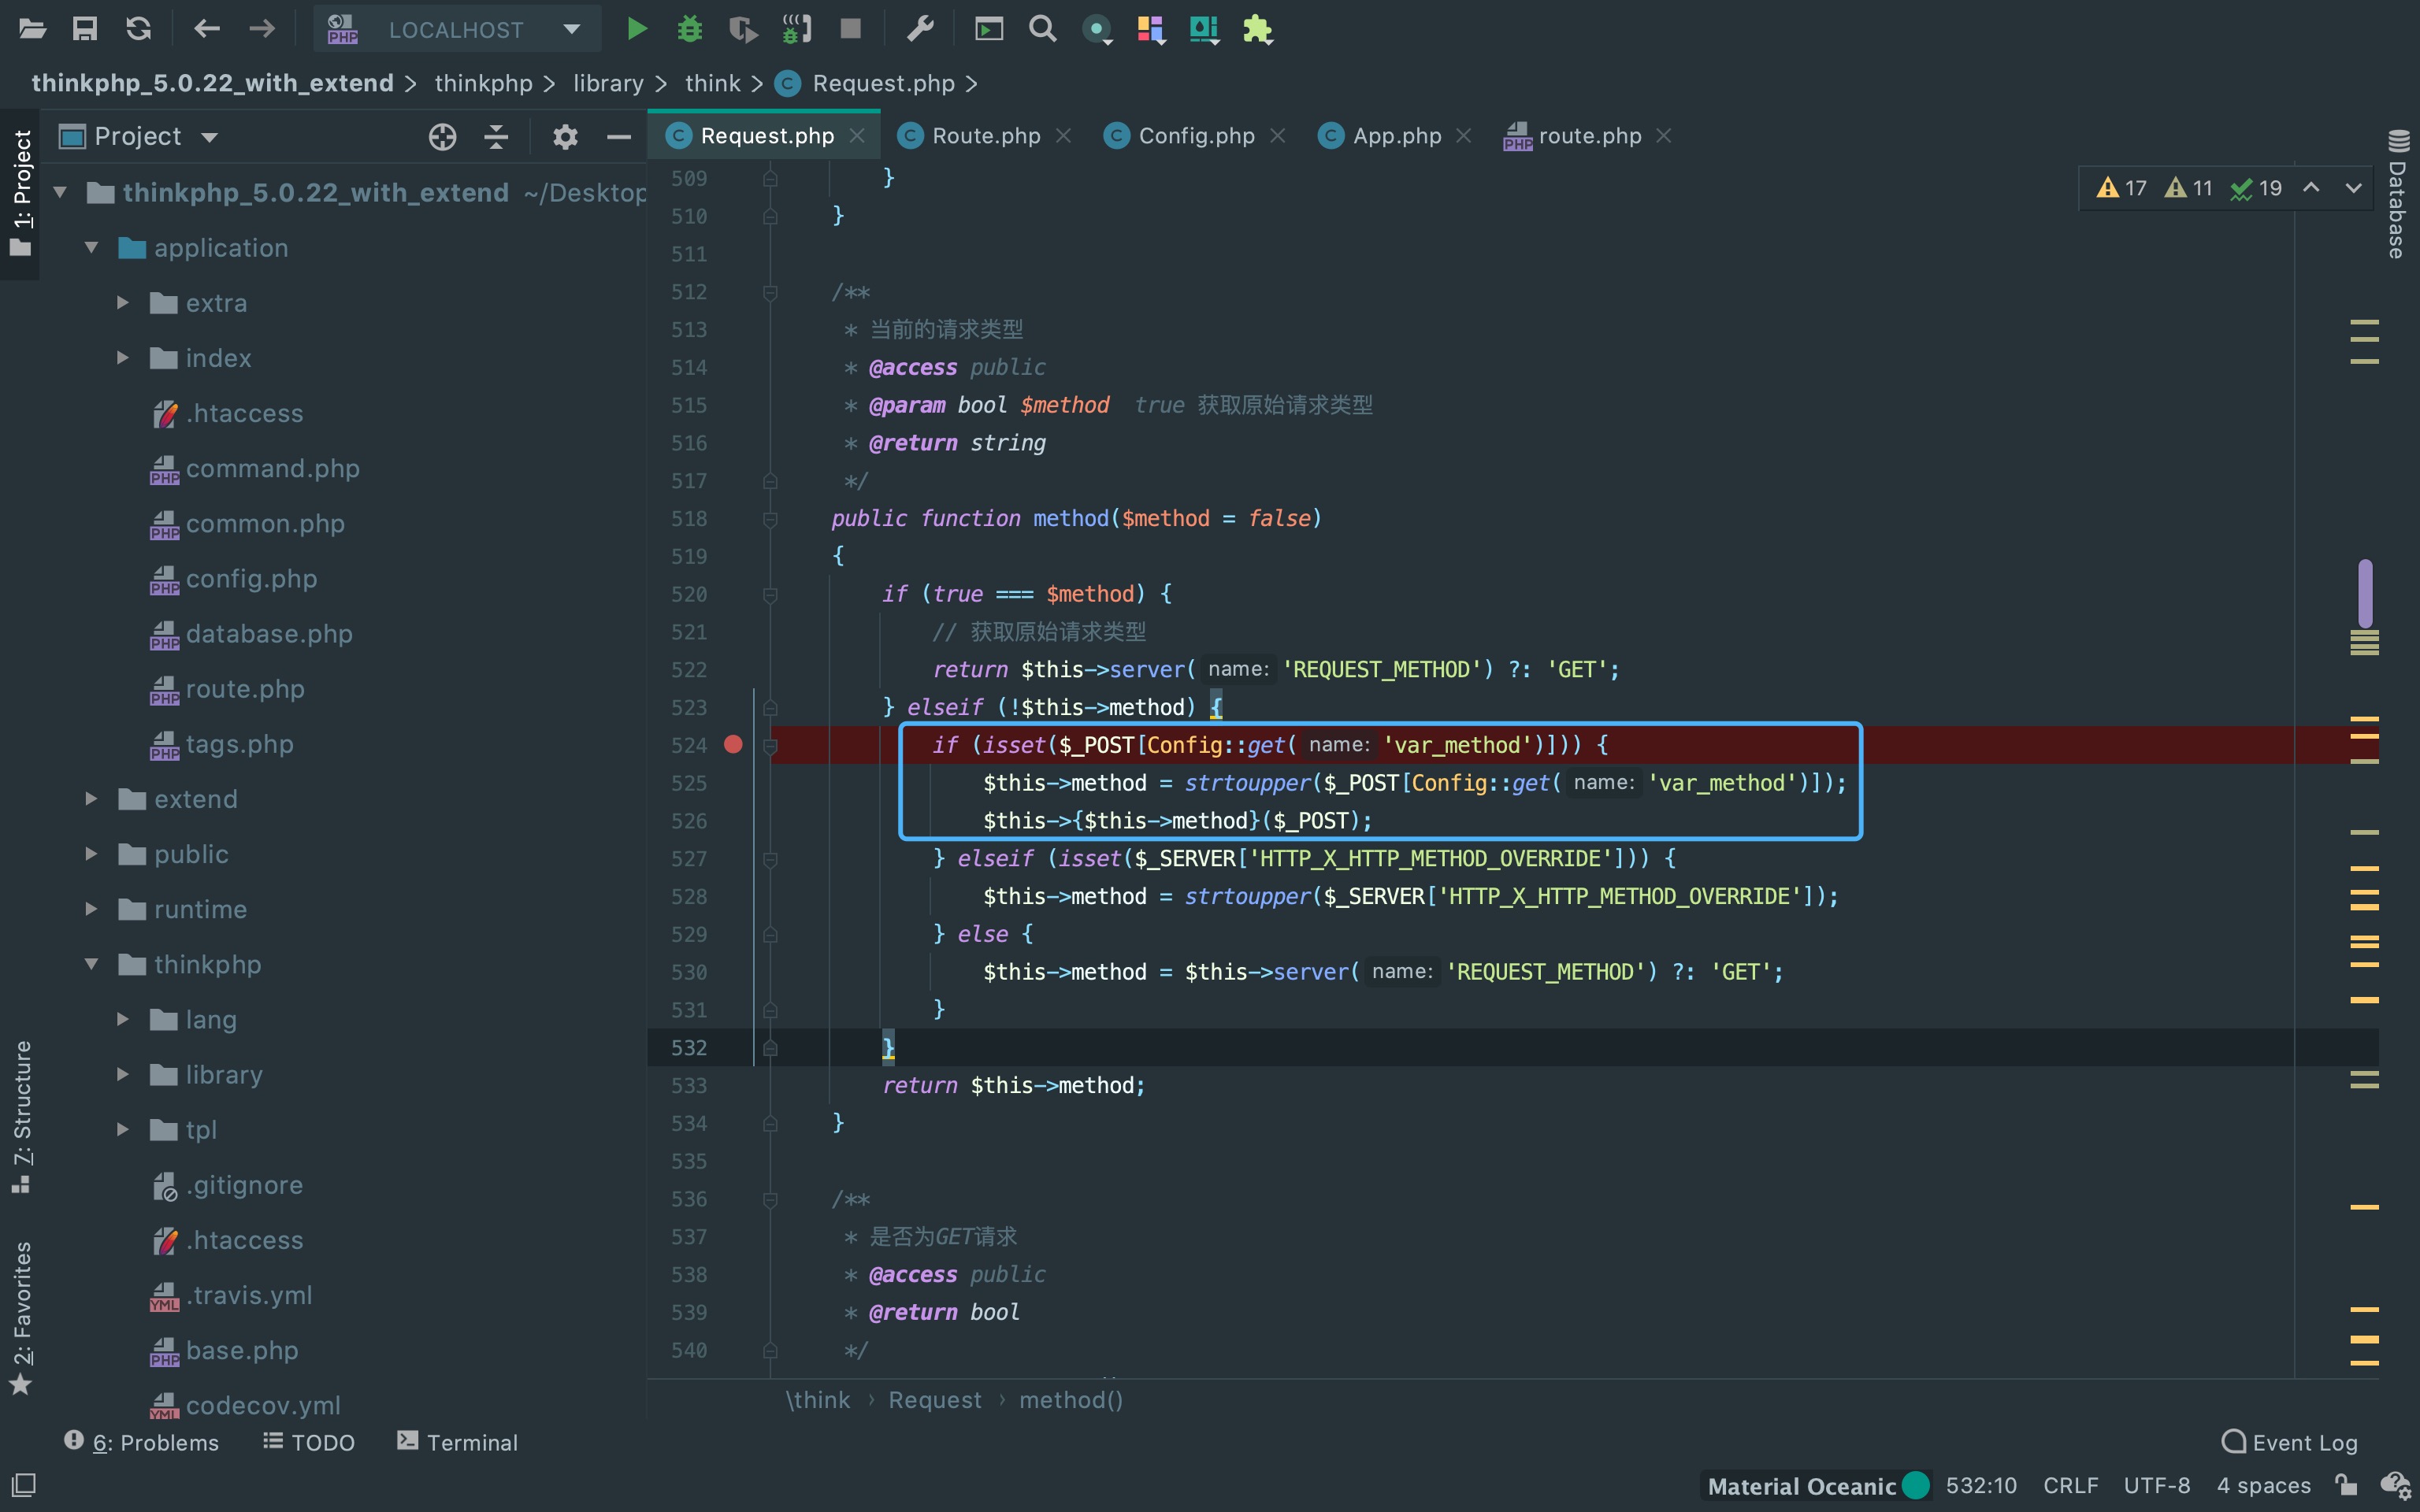 LOCALHOST
thinkphp_5.0.22_with_extend > thinkphp > library > think > Request.php >
1: Project
Project
Request.php
Route.php
Config.php
App.php
route.php
Database
thinkphp_5.0.22_with_extend ~/Desktop
application
extra
index
.htaccess
command.php
common.php
config.php
database.php
route.php
tags.php
extend
public
runtime
thinkphp
lang
library
tpl
.gitignore
.htaccess
.travis.yml
base.php
codecov.yml
7: Structure
2: Favorites
17 11 19
509 }
510 }
511
512 /**
513 * 当前的请求类型
514 * @access public
515 * @param bool $method  true 获取原始请求类型
516 * @return string
517 */
518 public function method($method = false)
519 {
520 if (true === $method) {
521 // 获取原始请求类型
522 return $this->server( name: 'REQUEST_METHOD') ?: 'GET';
523 } elseif (!$this->method) {
524 if (isset($_POST[Config::get( name: 'var_method')])) {
525 $this->method = strtoupper($_POST[Config::get( name: 'var_method')]);
526 $this->{$this->method}($_POST);
527 } elseif (isset($_SERVER['HTTP_X_HTTP_METHOD_OVERRIDE'])) {
528 $this->method = strtoupper($_SERVER['HTTP_X_HTTP_METHOD_OVERRIDE']);
529 } else {
530 $this->method = $this->server( name: 'REQUEST_METHOD') ?: 'GET';
531 }
532 }
533 return $this->method;
534 }
535
536 /**
537 * 是否为GET请求
538 * @access public
539 * @return bool
540 */
\think › Request › method()
6: Problems
TODO
Terminal
Event Log
Material Oceanic 532:10 CRLF UTF-8 4 spaces